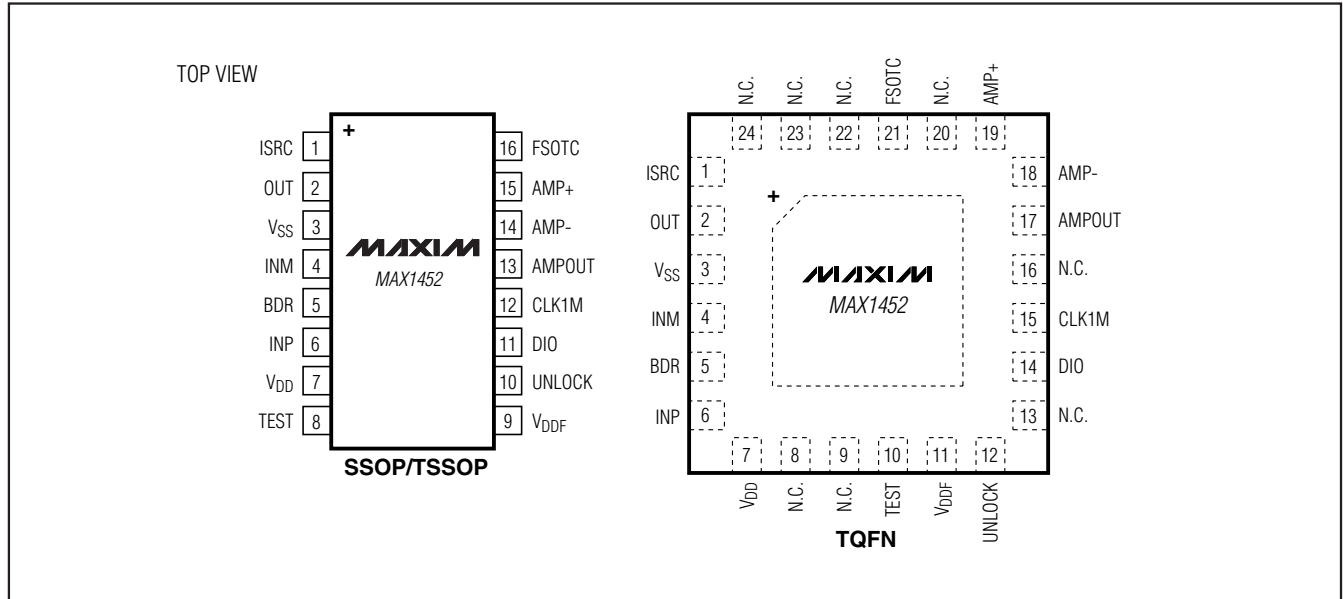 TOP VIEW
+
ISRC 1
OUT 2
VSS 3
INM 4
BDR 5
INP 6
VDD 7
TEST 8
MAXIM
MAX1452
16 FSOTC
15 AMP+
14 AMP-
13 AMPOUT
12 CLK1M
11 DIO
10 UNLOCK
9 VDDF
SSOP/TSSOP
N.C. N.C. N.C. FSOTC N.C. AMP+
24 23 22 21 20 19
ISRC 1
OUT 2
VSS 3
INM 4
BDR 5
INP 6
+
MAXIM
MAX1452
18 AMP-
17 AMPOUT
16 N.C.
15 CLK1M
14 DIO
13 N.C.
7 8 9 10 11 12
VDD N.C. N.C. TEST VDDF UNLOCK
TQFN